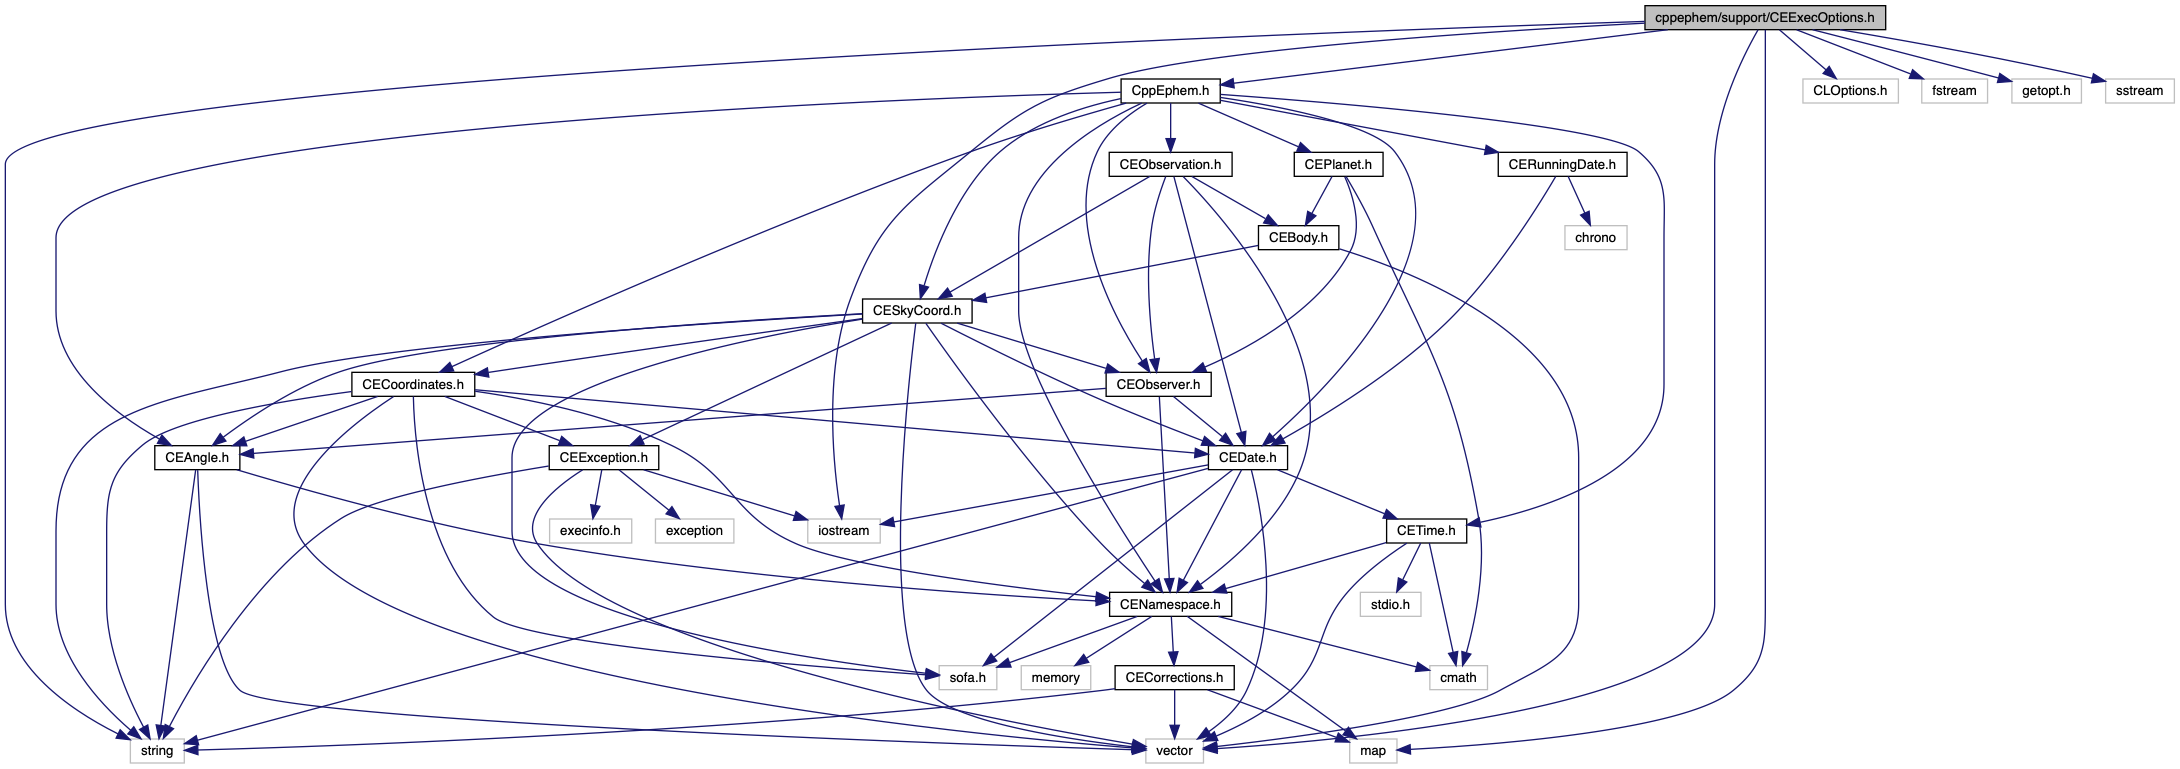 cppephem/support/CEExecOptions.h
CppEphem.h
CLOptions.h
fstream
getopt.h
sstream
CEObservation.h
CEPlanet.h
CERunningDate.h
CEBody.h
chrono
CESkyCoord.h
CECoordinates.h
CEObserver.h
CEAngle.h
CEException.h
CEDate.h
execinfo.h
exception
iostream
CETime.h
CENamespace.h
stdio.h
sofa.h
memory
CECorrections.h
cmath
string
vector
map